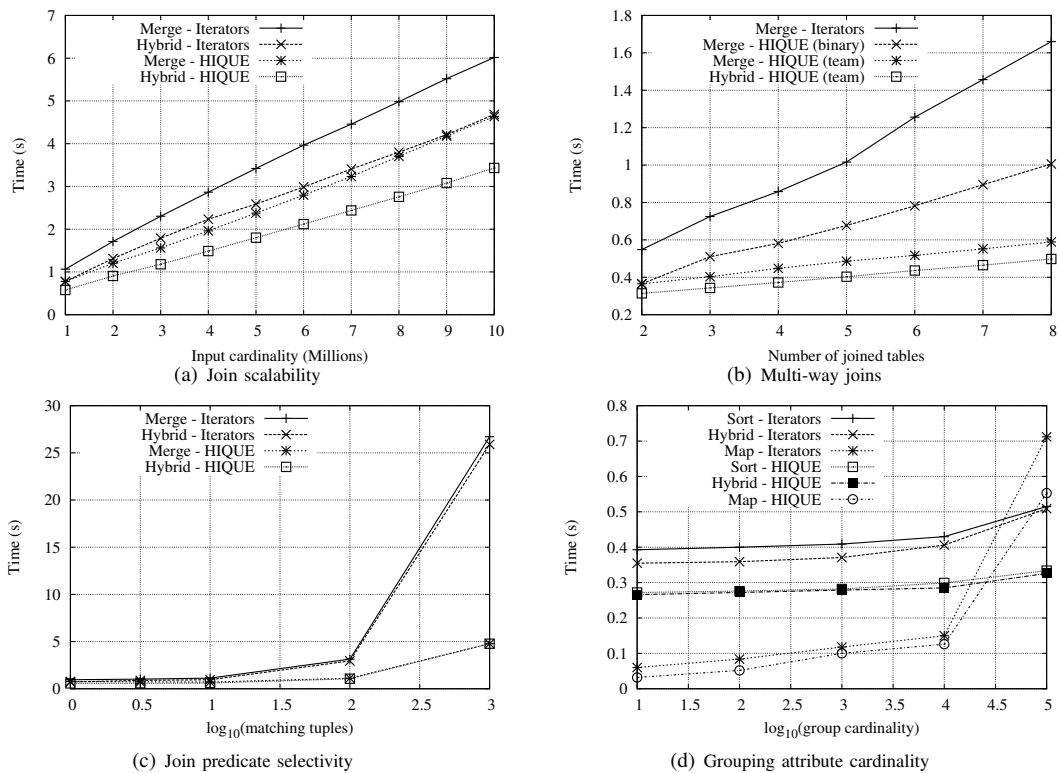 7
6
5
4
3
2
1
0
Time (s)
Merge - Iterators
Hybrid - Iterators
Merge - HIQUE
Hybrid - HIQUE
1 2 3 4 5 6 7 8 9 10
Input cardinality (Millions)
(a) Join scalability
1.8
1.6
1.4
1.2
1
0.8
0.6
0.4
0.2
Time (s)
Merge - Iterators
Merge - HIQUE (binary)
Merge - HIQUE (team)
Hybrid - HIQUE (team)
2 3 4 5 6 7 8
Number of joined tables
(b) Multi-way joins
30
25
20
15
10
5
0
Time (s)
Merge - Iterators
Hybrid - Iterators
Merge - HIQUE
Hybrid - HIQUE
0 0.5 1 1.5 2 2.5 3
log10(matching tuples)
(c) Join predicate selectivity
0.8
0.7
0.6
0.5
0.4
0.3
0.2
0.1
0
Time (s)
Sort - Iterators
Hybrid - Iterators
Map - Iterators
Sort - HIQUE
Hybrid - HIQUE
Map - HIQUE
1 1.5 2 2.5 3 3.5 4 4.5 5
log10(group cardinality)
(d) Grouping attribute cardinality